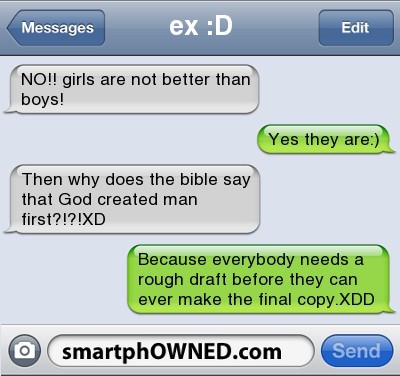 Messages
ex :D
Edit
NO!! girls are not better than
boys!
Yes they are:)
Then why does the bible say
that God created man
first?!?!XD
Because everybody needs a
rough draft before they can
ever make the final copy.XDD
smartphOWNED.com
Send